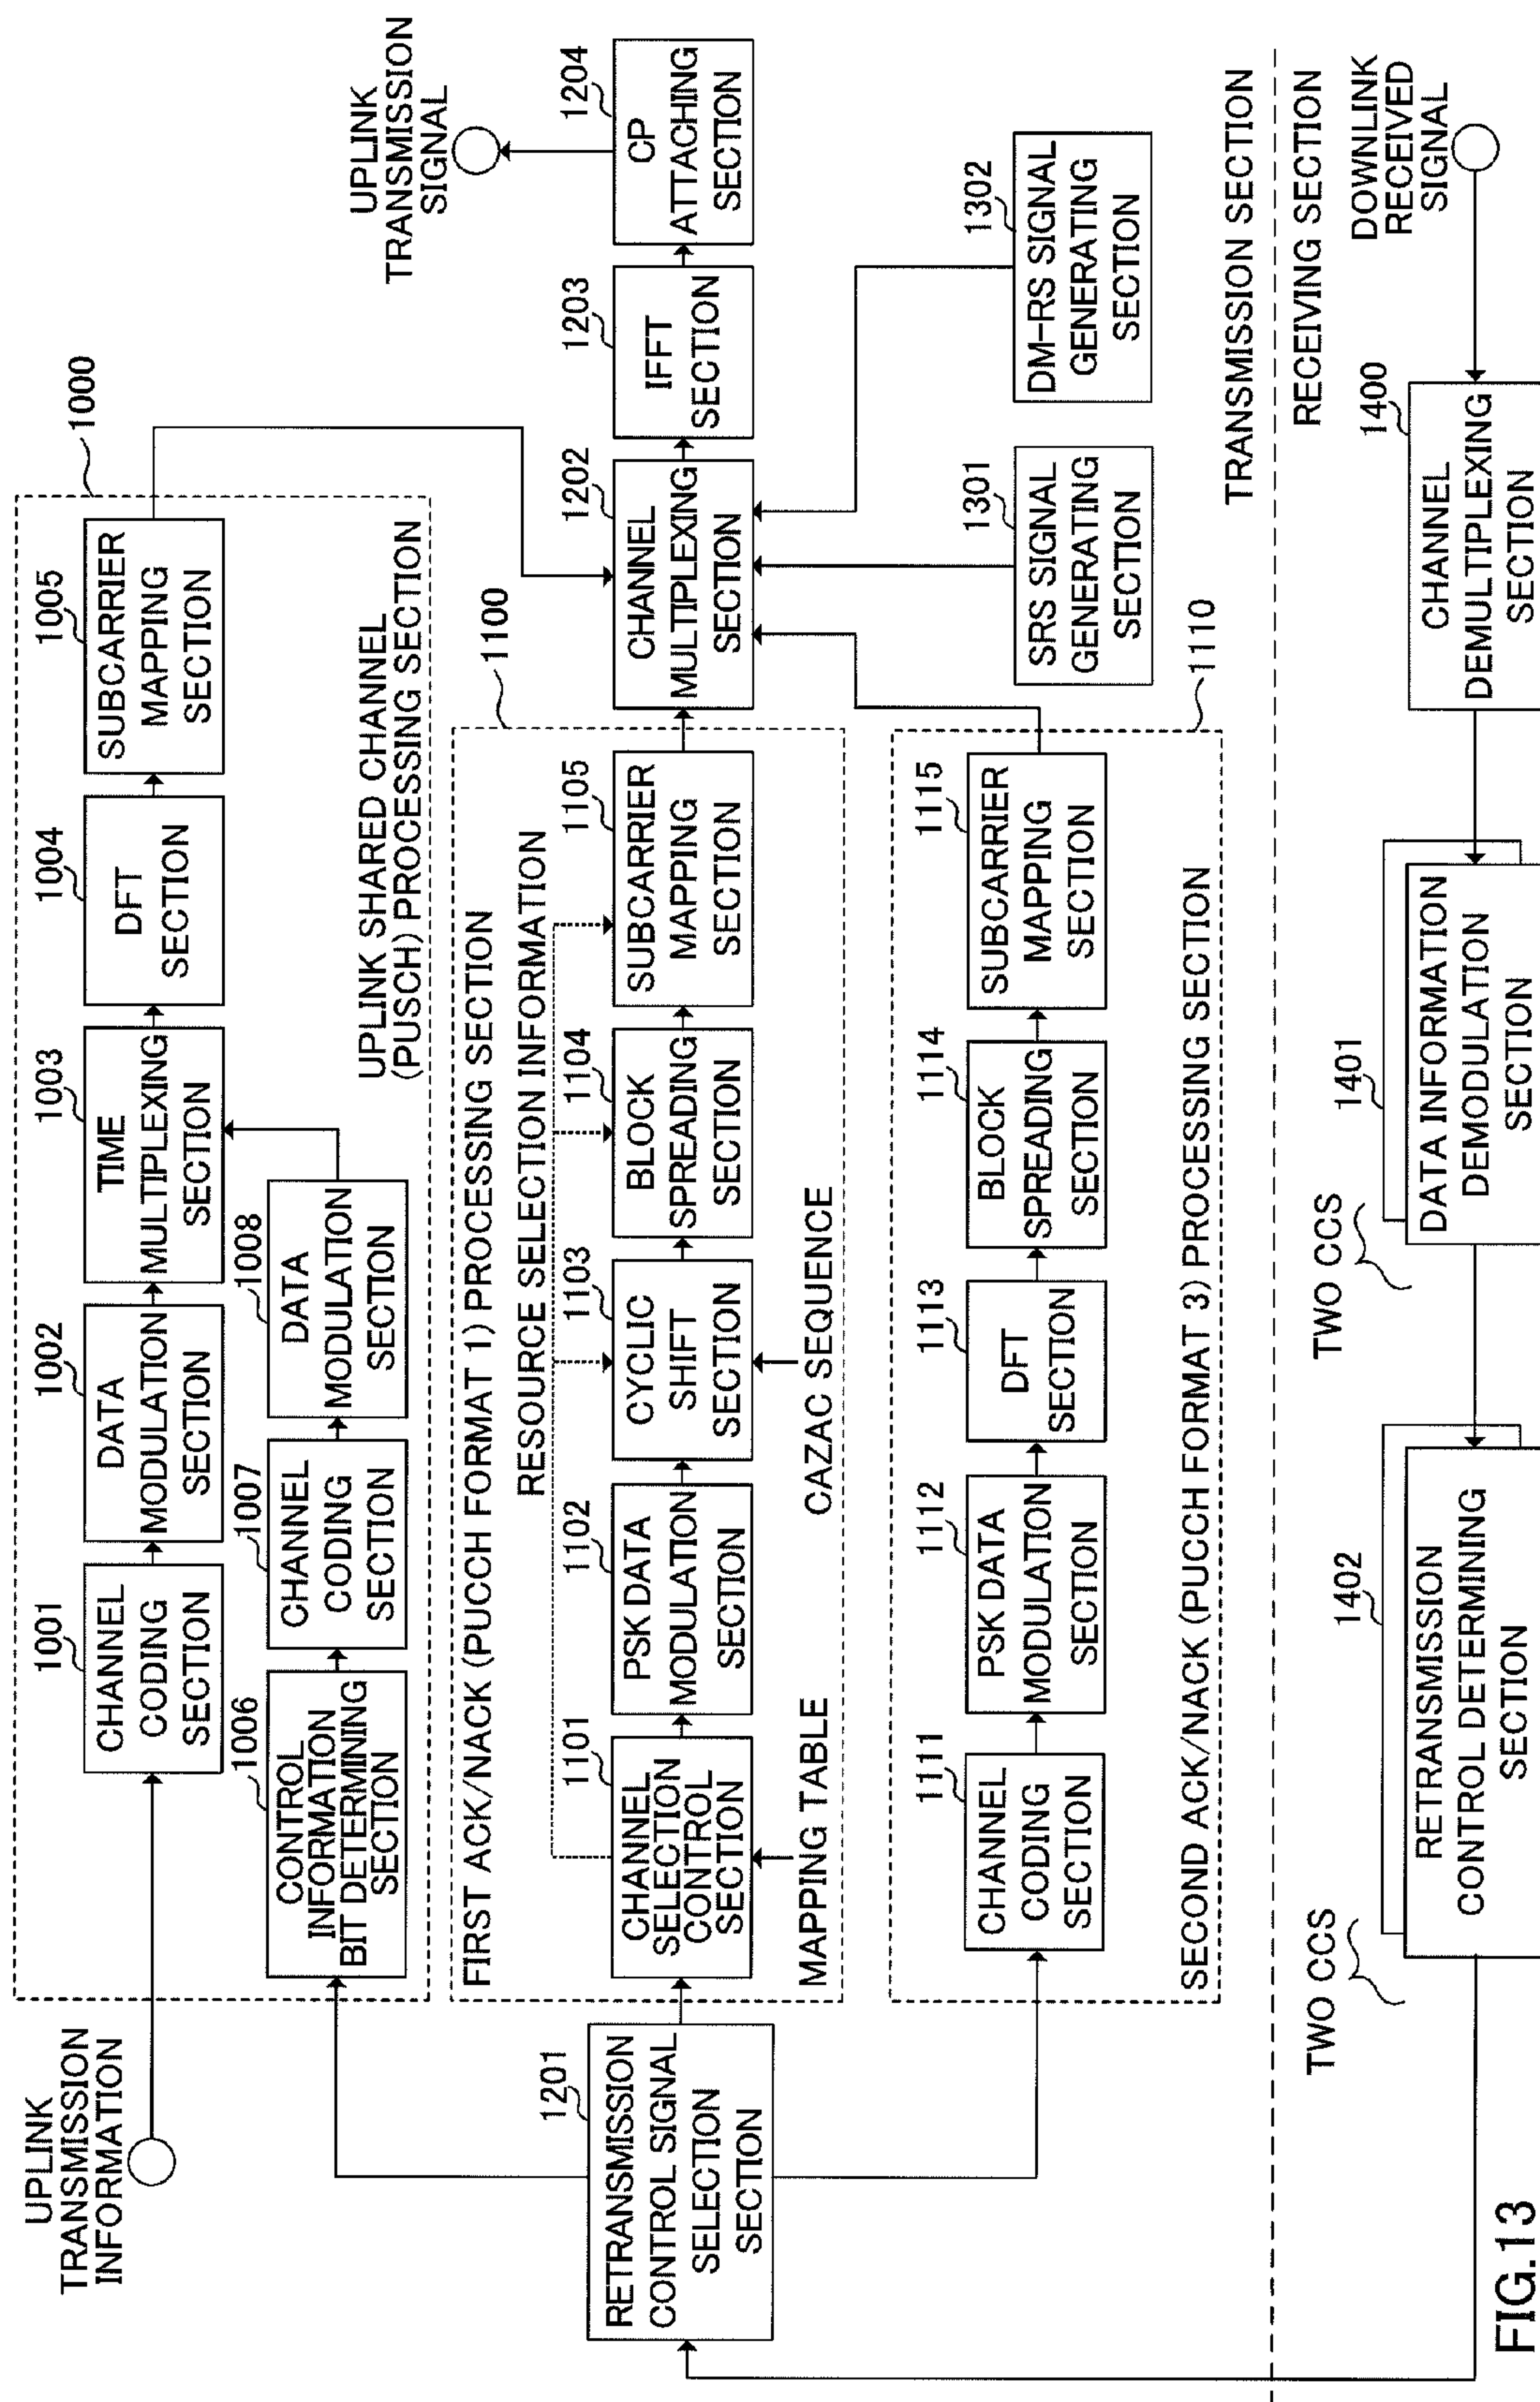 UPLINK
TRANSMISSION
INFORMATION
1000
1001
CHANNEL
CODING
SECTION
1002
DATA
MODULATION
SECTION
1003
TIME
MULTIPLEXING
SECTION
1004
DFT
SECTION
1005
SUBCARRIER
MAPPING
SECTION
1006
CONTROL
INFORMATION
BIT DETERMINING
SECTION
1007
CHANNEL
CODING
SECTION
1008
DATA
MODULATION
SECTION
UPLINK SHARED CHANNEL
(PUSCH) PROCESSING SECTION
UPLINK
TRANSMISSION
SIGNAL
1100
FIRST ACK/NACK (PUCCH FORMAT 1) PROCESSING SECTION
RESOURCE SELECTION INFORMATION
1201
RETRANSMISSION
CONTROL SIGNAL
SELECTION
SECTION
1101
CHANNEL
SELECTION
CONTROL
SECTION
1102
PSK DATA
MODULATION
SECTION
1103
CYCLIC
SHIFT
SECTION
1104
BLOCK
SPREADING
SECTION
1105
SUBCARRIER
MAPPING
SECTION
1202
CHANNEL
MULTIPLEXING
SECTION
1203
IFFT
SECTION
1204
CP
ATTACHING
SECTION
MAPPING TABLE
CAZAC SEQUENCE
1111
CHANNEL
CODING
SECTION
1112
PSK DATA
MODULATION
SECTION
1113
DFT
SECTION
1114
BLOCK
SPREADING
SECTION
1115
SUBCARRIER
MAPPING
SECTION
1301
SRS SIGNAL
GENERATING
SECTION
1302
DM-RS SIGNAL
GENERATING
SECTION
SECOND ACK/NACK (PUCCH FORMAT 3) PROCESSING SECTION
1110
TRANSMISSION SECTION
RECEIVING SECTION
TWO CCS
1402
RETRANSMISSION
CONTROL DETERMINING
SECTION
TWO CCS
1401
DATA INFORMATION
DEMODULATION
SECTION
1400
CHANNEL
DEMULTIPLEXING
SECTION
DOWNLINK
RECEIVED
SIGNAL
FIG.13